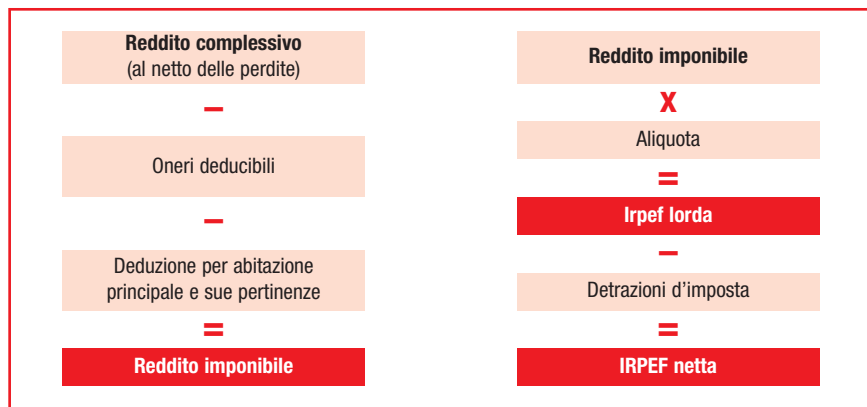 Reddito complessivo
(al netto delle perdite)
–
Oneri deducibili
–
Deduzione per abitazione
principale e sue pertinenze
=
Reddito imponibile
Reddito imponibile
X
Aliquota
=
Irpef lorda
–
Detrazioni d'imposta
=
IRPEF netta